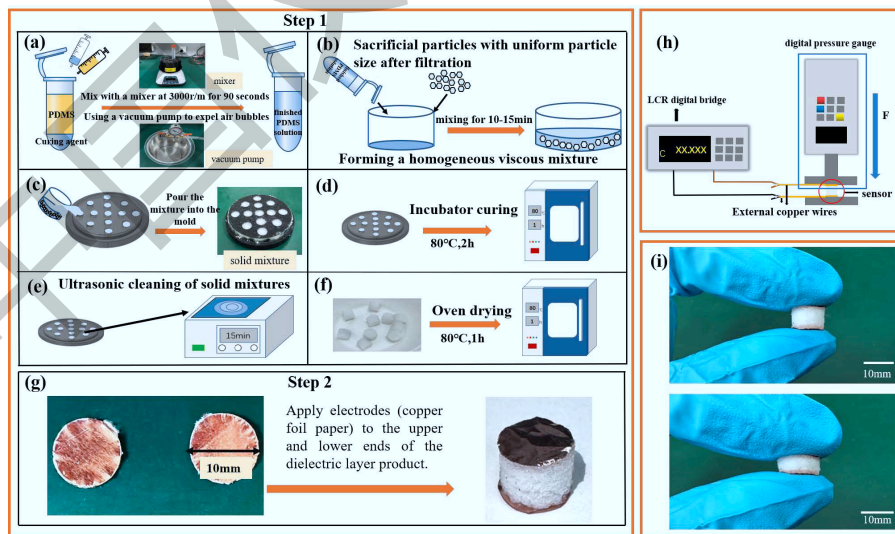 Step 1
(a)
mixer
Mix with a mixer at 3000r/m for 90 seconds
PDMS
Using a vacuum pump to expel air bubbles
finished
PDMS
solution
Curing agent
vacuum pump
(b)
Sacrificial particles with uniform particle
size after filtration
mixing for 10-15min
Forming a homogeneous viscous mixture
(c)
Pour the
mixture into the
mold
solid mixture
(d)
Incubator curing
80℃,2h
80
1
(e)
Ultrasonic cleaning of solid mixtures
15min
(f)
Oven drying
80℃,1h
80
1
(g)
Step 2
10mm
Apply electrodes (copper
foil paper) to the upper
and lower ends of the
dielectric layer product.
(h)
digital pressure gauge
LCR digital bridge
F
C XX.XXX
sensor
External copper wires
(i)
10mm
10mm